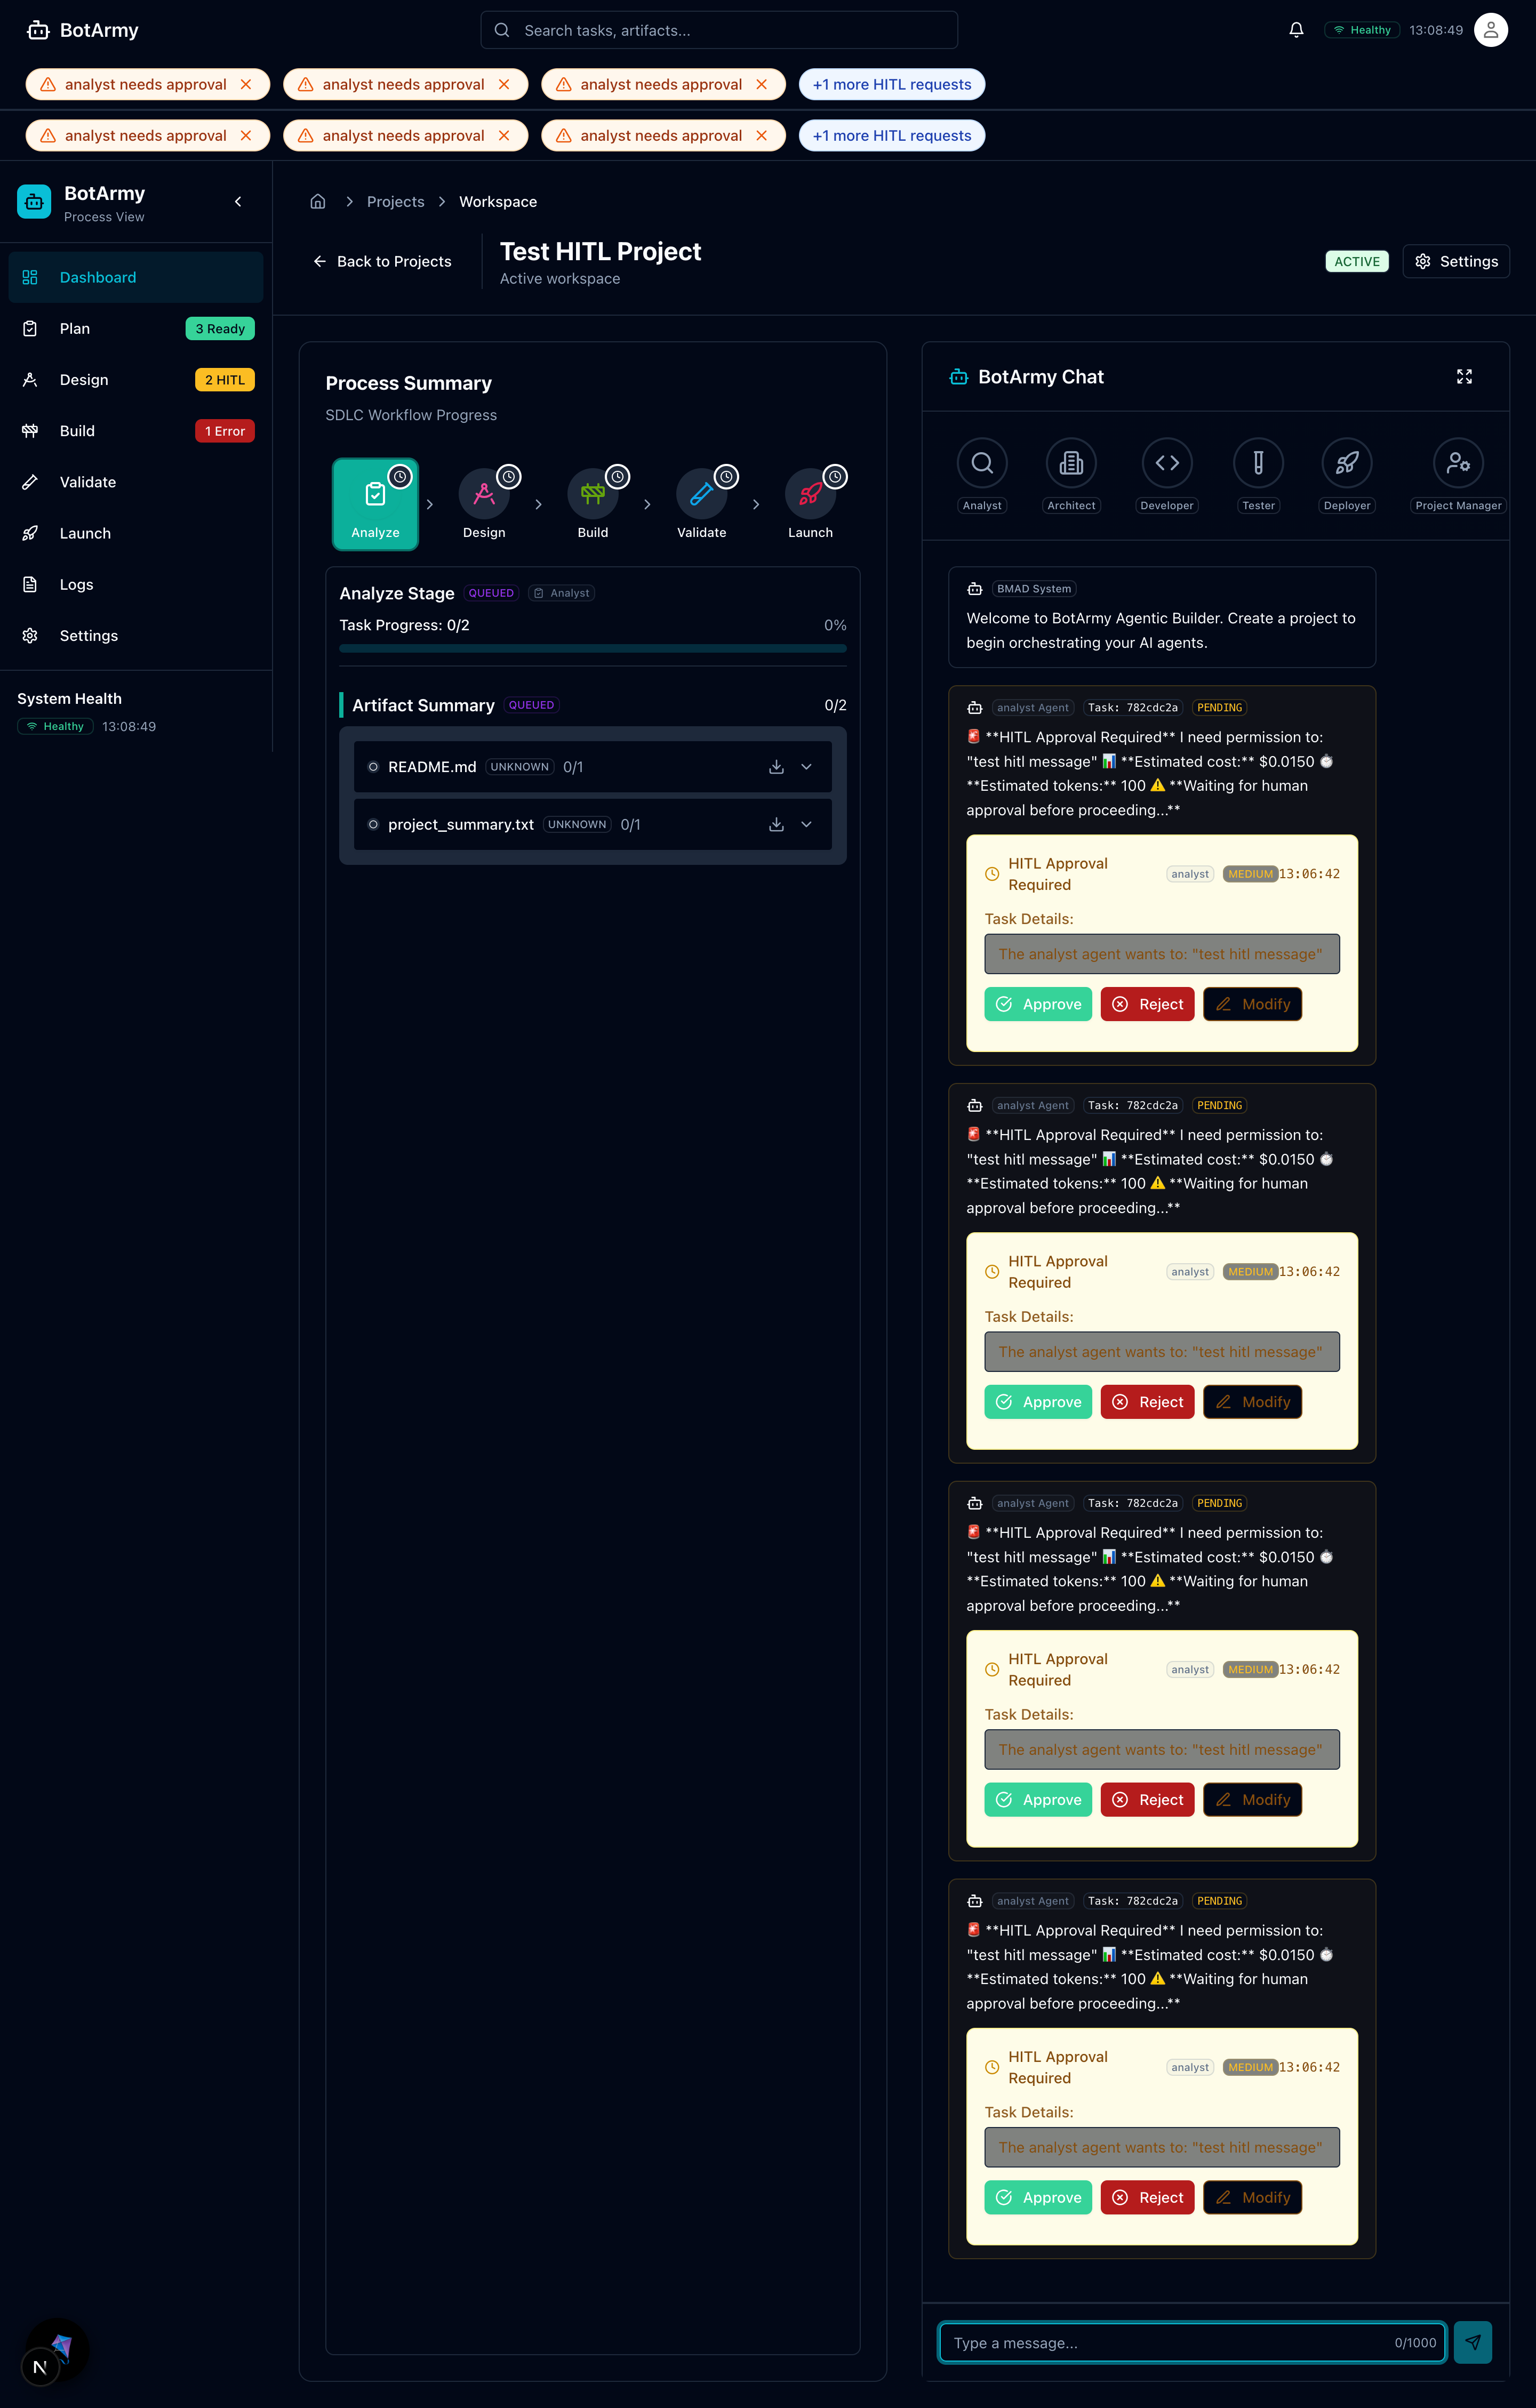 BotArmy
Search tasks, artifacts...
Healthy
13:08:49
analyst needs approval
analyst needs approval
analyst needs approval
+1 more HITL requests
analyst needs approval
analyst needs approval
analyst needs approval
+1 more HITL requests
BotArmy
Process View
Dashboard
Plan
3 Ready
Design
2 HITL
Build
1 Error
Validate
Launch
Logs
Settings
System Health
Healthy
13:08:49
Projects
Workspace
Back to Projects
Test HITL Project
Active workspace
ACTIVE
Settings
Process Summary
SDLC Workflow Progress
Analyze
Design
Build
Validate
Launch
Analyze Stage
QUEUED
Analyst
Task Progress: 0/2
0%
Artifact Summary
QUEUED
0/2
README.md
UNKNOWN
0/1
project_summary.txt
UNKNOWN
0/1
BotArmy Chat
Analyst
Architect
Developer
Tester
Deployer
Project Manager
BMAD System
Welcome to BotArmy Agentic Builder. Create a project to
begin orchestrating your AI agents.
analyst Agent
Task: 782cdc2a
PENDING
🚨 **HITL Approval Required** I need permission to:
"test hitl message" 📊 **Estimated cost:** $0.0150 ⏱️
**Estimated tokens:** 100 ⚠️ **Waiting for human
approval before proceeding...**
HITL Approval
Required
analyst
MEDIUM
13:06:42
Task Details:
The analyst agent wants to: "test hitl message"
Approve
Reject
Modify
analyst Agent
Task: 782cdc2a
PENDING
🚨 **HITL Approval Required** I need permission to:
"test hitl message" 📊 **Estimated cost:** $0.0150 ⏱️
**Estimated tokens:** 100 ⚠️ **Waiting for human
approval before proceeding...**
HITL Approval
Required
analyst
MEDIUM
13:06:42
Task Details:
The analyst agent wants to: "test hitl message"
Approve
Reject
Modify
analyst Agent
Task: 782cdc2a
PENDING
🚨 **HITL Approval Required** I need permission to:
"test hitl message" 📊 **Estimated cost:** $0.0150 ⏱️
**Estimated tokens:** 100 ⚠️ **Waiting for human
approval before proceeding...**
HITL Approval
Required
analyst
MEDIUM
13:06:42
Task Details:
The analyst agent wants to: "test hitl message"
Approve
Reject
Modify
analyst Agent
Task: 782cdc2a
PENDING
🚨 **HITL Approval Required** I need permission to:
"test hitl message" 📊 **Estimated cost:** $0.0150 ⏱️
**Estimated tokens:** 100 ⚠️ **Waiting for human
approval before proceeding...**
HITL Approval
Required
analyst
MEDIUM
13:06:42
Task Details:
The analyst agent wants to: "test hitl message"
Approve
Reject
Modify
Type a message...
0/1000
N